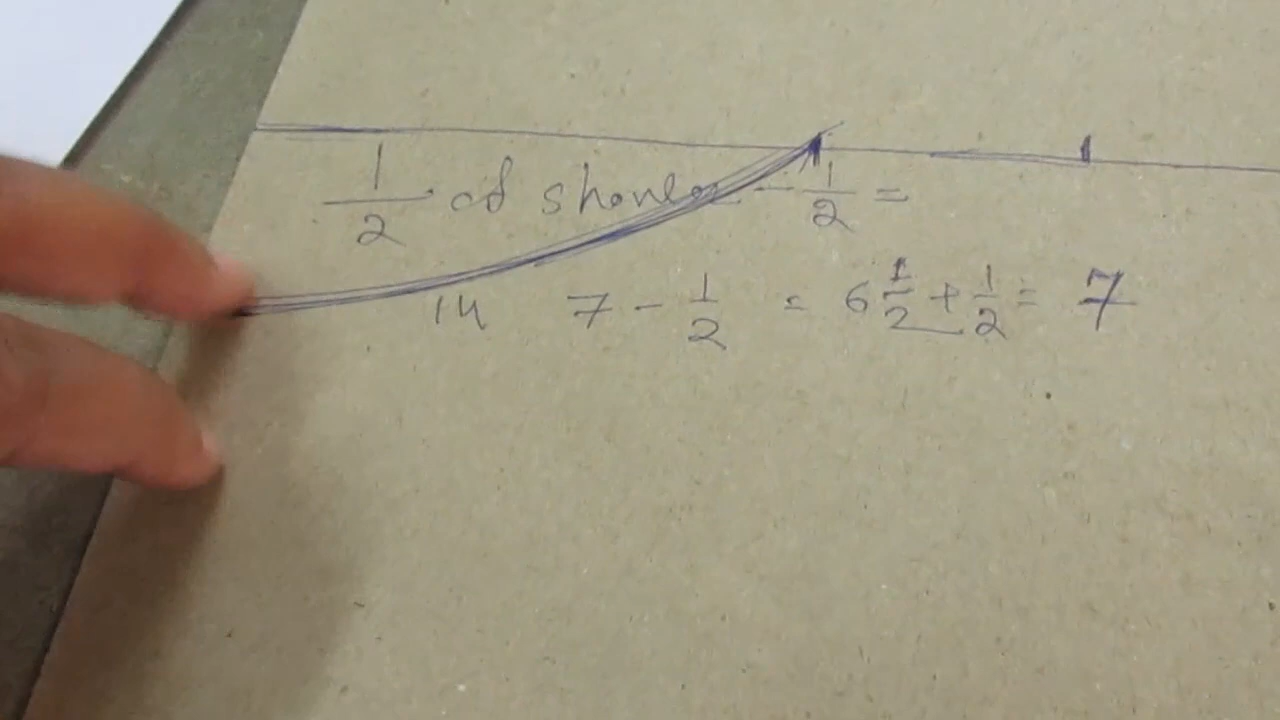 1/2 of shoulder - 1/2 =
14 7 - 1/2 = 6 1/2 + 1/2 = 7